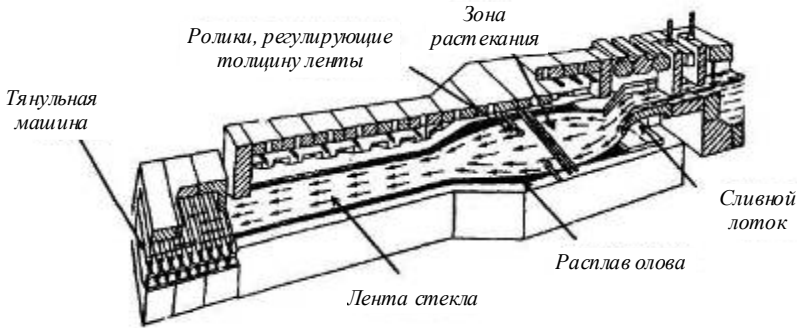 Зона
растекания
Ролики, регулирующие
толщину ленты
Тянульная
машина
Сливной
лоток
Расплав олова
Лента стекла